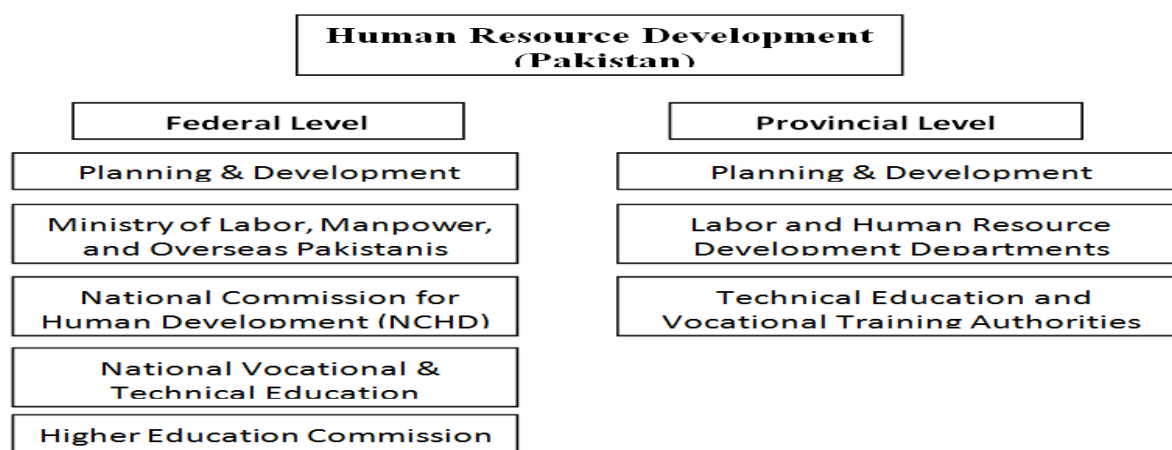 Human Resource Development
(Pakistan)
Federal Level
Planning & Development
Ministry of Labor, Manpower,
and Overseas Pakistanis
National Commission for
Human Development (NCHD)
National Vocational &
Technical Education
Higher Education Commission
Provincial Level
Planning & Development
Labor and Human Resource
Development Departments
Technical Education and
Vocational Training Authorities